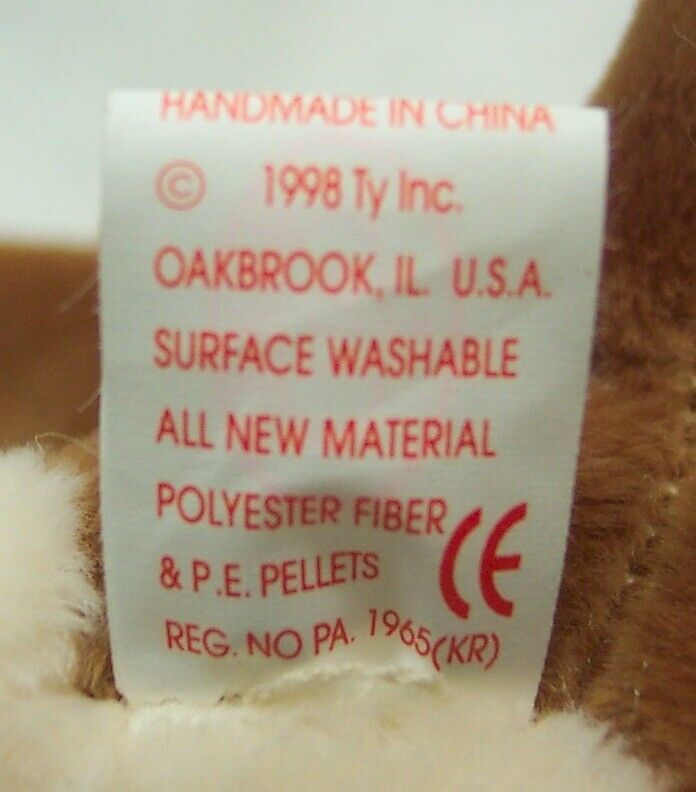 HANDMADE IN CHINA
© 1998 Ty Inc.
OAKBROOK, IL. U.S.A.
SURFACE WASHABLE
ALL NEW MATERIAL
POLYESTER FIBER
& P.E. PELLETS CE
REG. NO PA. 1965(KR)